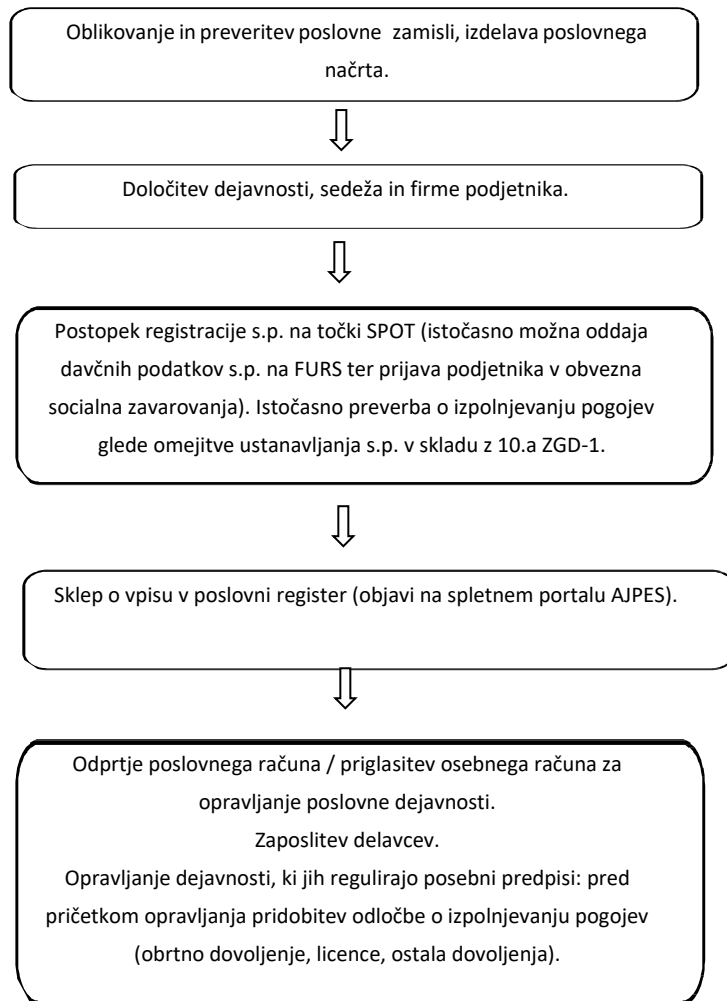 Oblikovanje in preveritev poslovne zamisli, izdelava poslovnega
načrta.
Določitev dejavnosti, sedeža in firme podjetnika.
Postopek registracije s.p. na točki SPOT (istočasno možna oddaja
davčnih podatkov s.p. na FURS ter prijava podjetnika v obvezna
socialna zavarovanja). Istočasno preverba o izpolnjevanju pogojev
glede omejitve ustanavljanja s.p. v skladu z 10.a ZGD-1.
Sklep o vpisu v poslovni register (objavi na spletnem portalu AJPES).
Odprtje poslovnega računa / priglasitev osebnega računa za
opravljanje poslovne dejavnosti.
Zaposlitev delavcev.
Opravljanje dejavnosti, ki jih regulirajo posebni predpisi: pred
pričetkom opravljanja pridobitev odločbe o izpolnjevanju pogojev
(obrtno dovoljenje, licence, ostala dovoljenja).